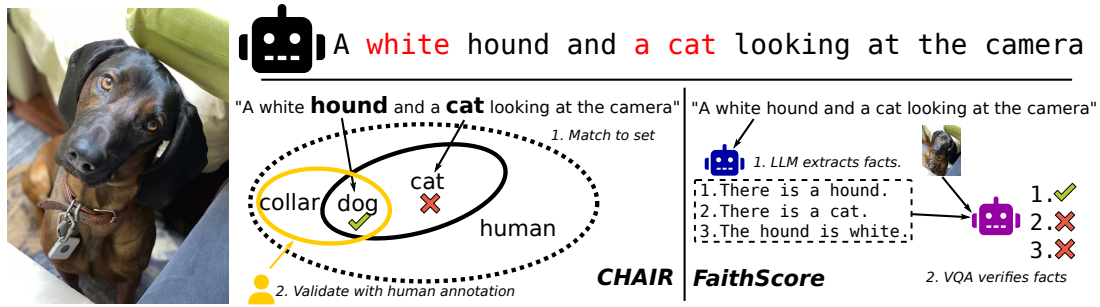 A white hound and a cat looking at the camera
"A white hound and a cat looking at the camera"
1. Match to set
cat
collar
dog
human
2. Validate with human annotation
CHAIR
"A white hound and a cat looking at the camera"
1. LLM extracts facts.
1.There is a hound.
2.There is a cat.
3.The hound is white.
1.
2.
3.
2. VQA verifies facts
FaithScore